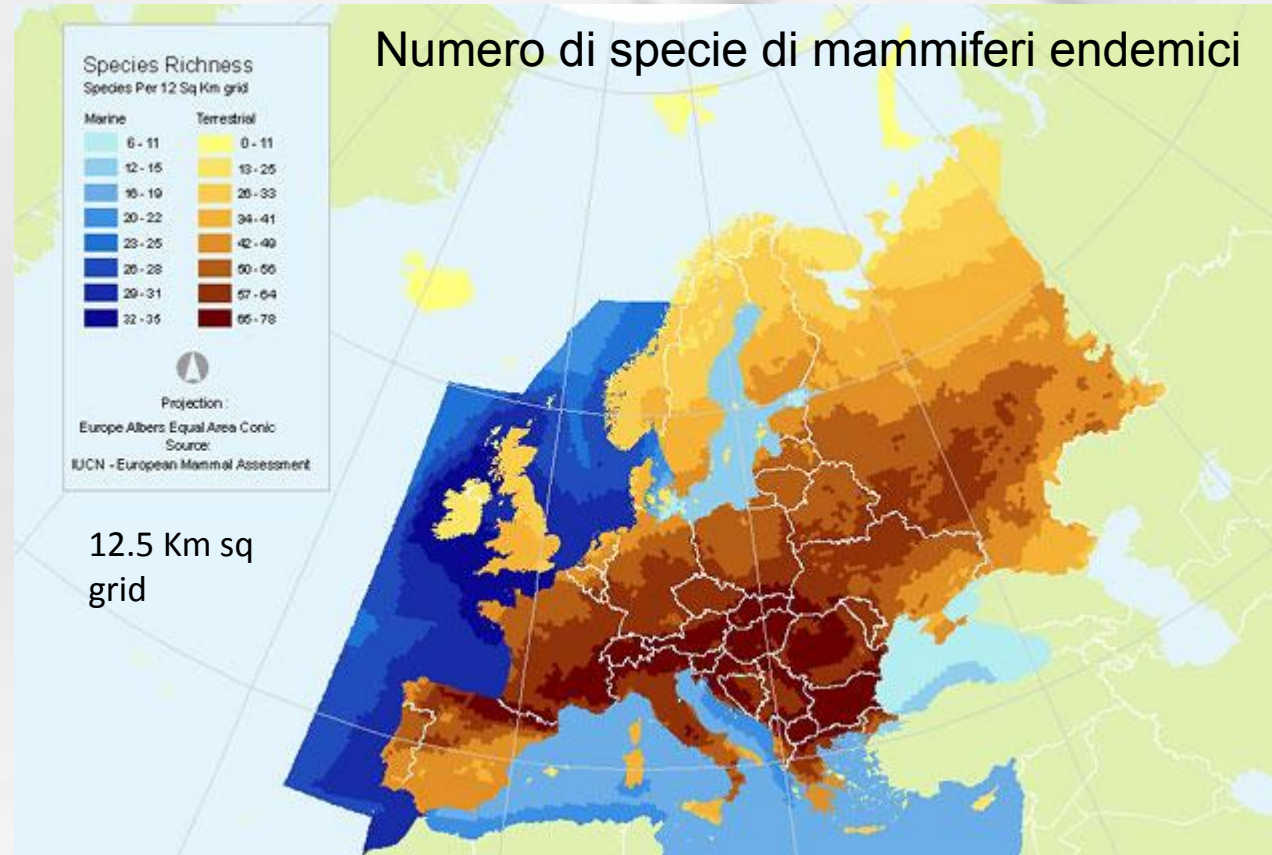 Numero di specie di mammiferi endemici
Species Richness
Species Per 12 Sq Km grid
Marine Terrestrial
6 - 11 0 - 11
12 - 15 13 - 25
16 - 19 26 - 33
20 - 22 34 - 41
23 - 25 42 - 49
26 - 28 50 - 56
29 - 31 57 - 64
32 - 35 65 - 78
Projection :
Europe Albers Equal Area Conic
Source:
IUCN - European Mammal Assessment
12.5 Km sq
grid